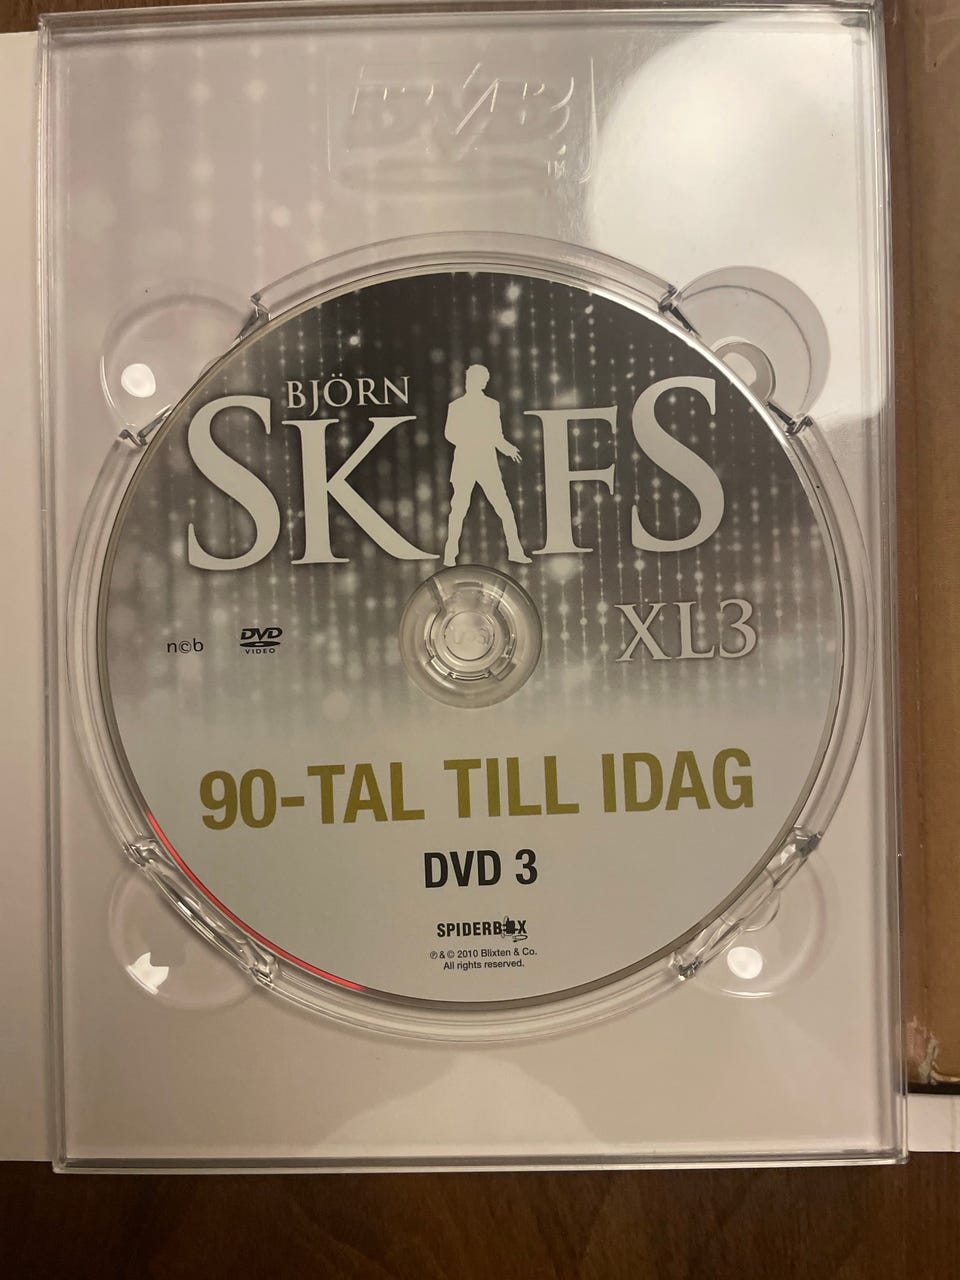 DVD
TM
BJÖRN
SKIFS
XL3
n©b
DVD
VIDEO
90-TAL TILL IDAG
DVD 3
SPIDERBOX
℗ & © 2010 Blixten & Co.
All rights reserved.